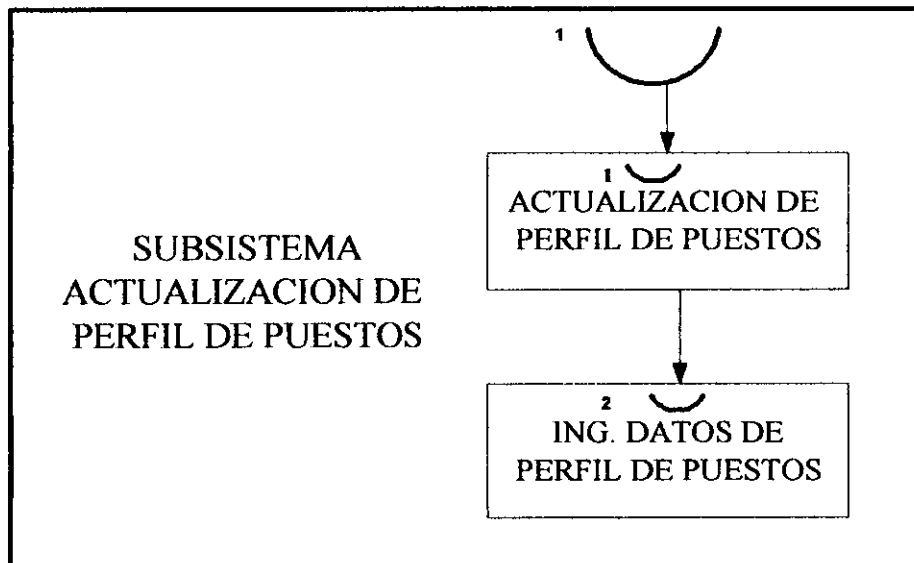 1
1
ACTUALIZACION DE
PERFIL DE PUESTOS
SUBSISTEMA
ACTUALIZACION DE
PERFIL DE PUESTOS
2
ING. DATOS DE
PERFIL DE PUESTOS